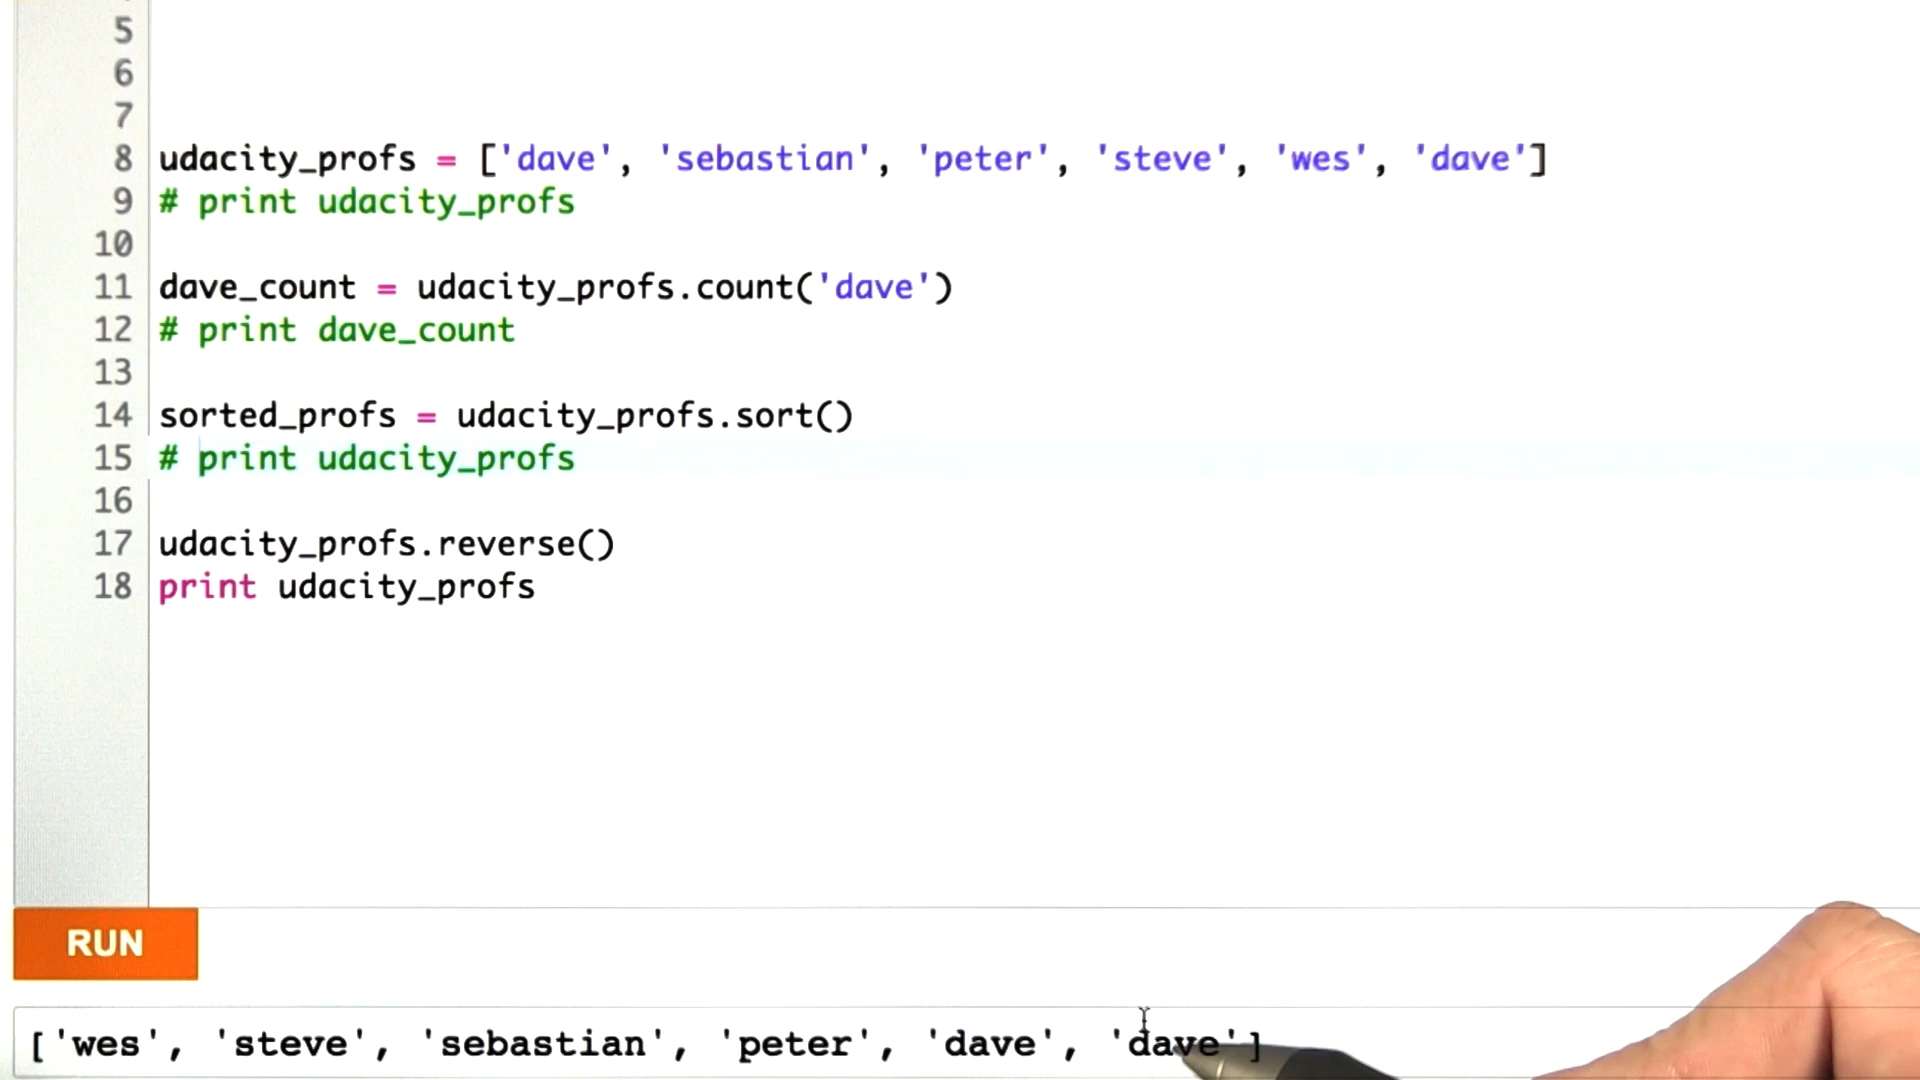 5
6
7
8 udacity_profs = ['dave', 'sebastian', 'peter', 'steve', 'wes', 'dave']
9 # print udacity_profs
10
11 dave_count = udacity_profs.count('dave')
12 # print dave_count
13
14 sorted_profs = udacity_profs.sort()
15 # print udacity_profs
16
17 udacity_profs.reverse()
18 print udacity_profs
RUN
['wes', 'steve', 'sebastian', 'peter', 'dave', 'dave']